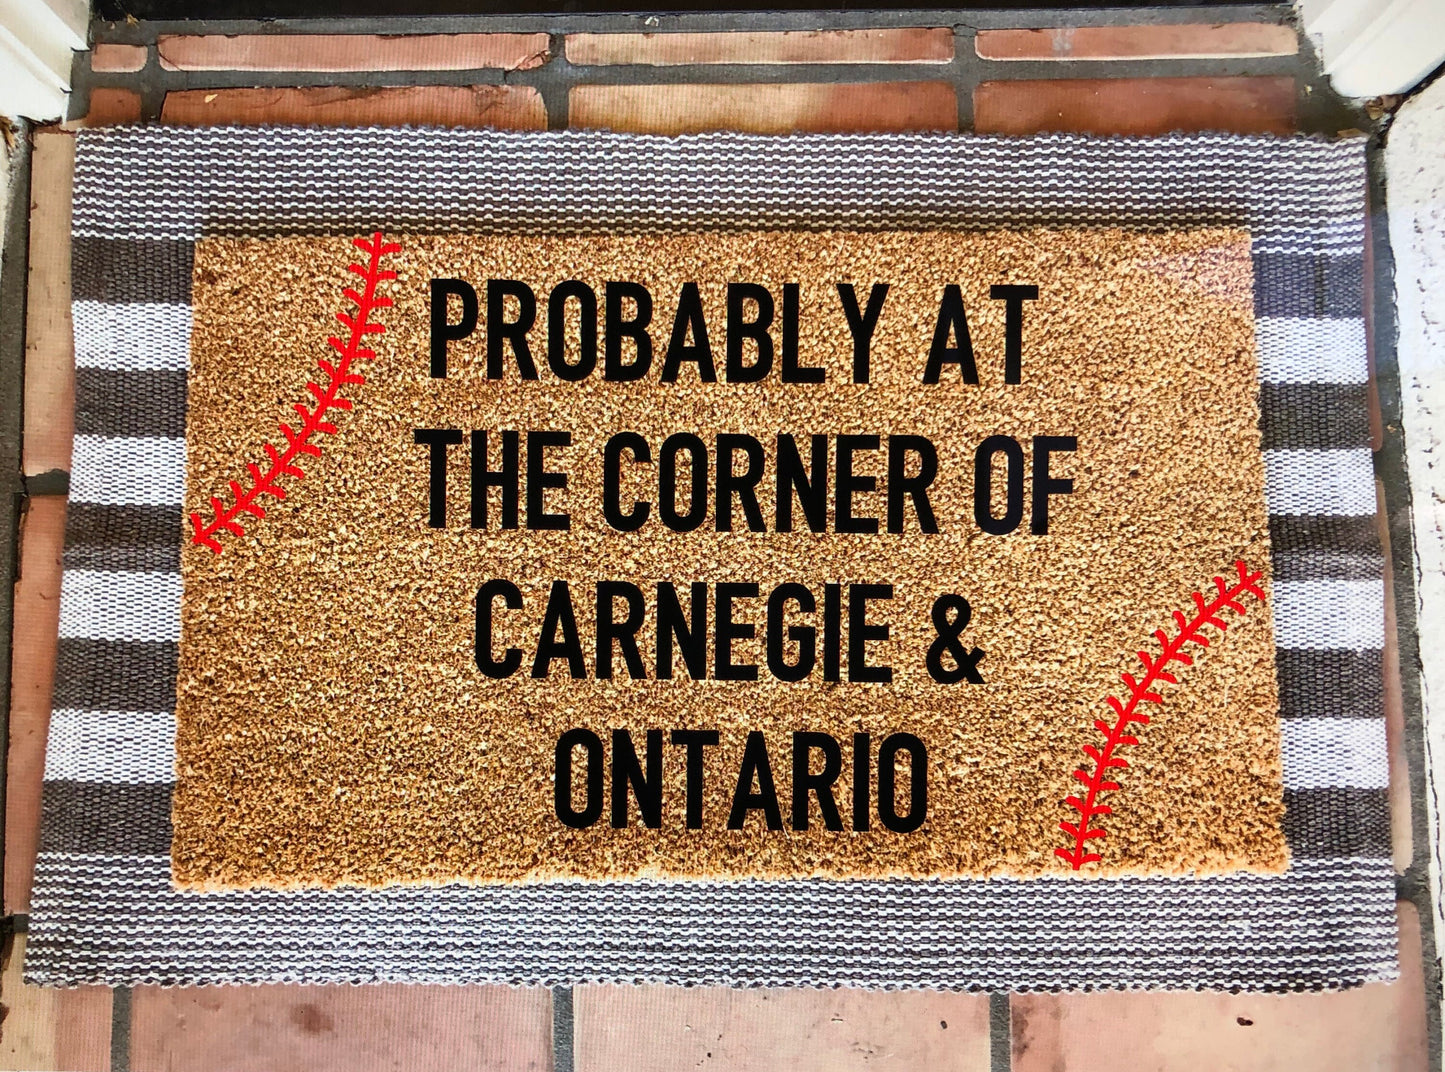 PROBABLY AT
THE CORNER OF
CARNEGIE &
ONTARIO